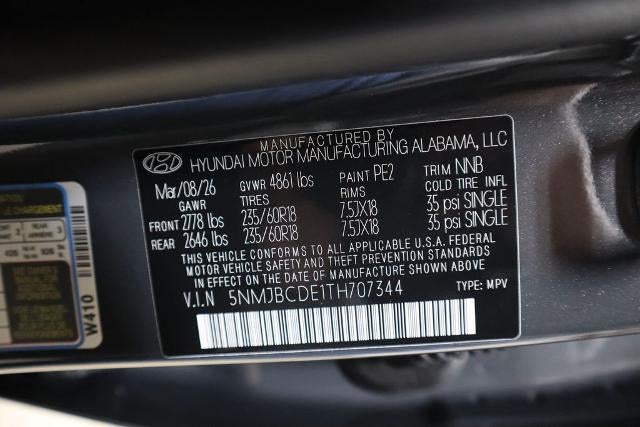 MANUFACTURED BY
HYUNDAI MOTOR MANUFACTURING ALABAMA, LLC
Mar/08/26 GVWR 4861 lbs PAINT PE2 TRIM NNB
GAWR TIRES RIMS COLD TIRE INFL
FRONT 2778 lbs 235/60R18 7.5JX18 35 psi SINGLE
REAR 2646 lbs 235/60R18 7.5JX18 35 psi SINGLE
THIS VEHICLE CONFORMS TO ALL APPLICABLE U.S.A. FEDERAL
MOTOR VEHICLE SAFETY AND THEFT PREVENTION STANDARDS
IN EFFECT ON THE DATE OF MANUFACTURE SHOWN ABOVE.
V.I.N 5NMJBCDE1TH707344 TYPE: MPV
W410